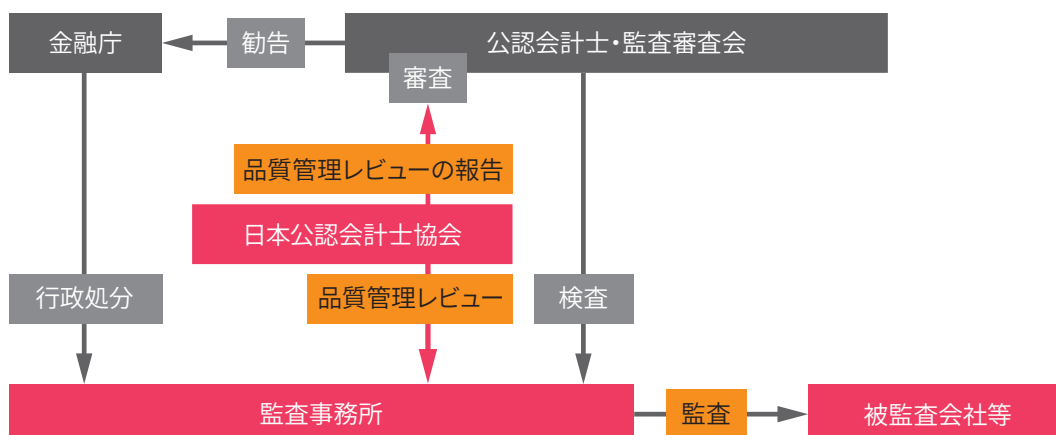 金融庁
勧告
公認会計士・監査審査会
審査
品質管理レビューの報告
日本公認会計士協会
行政処分
品質管理レビュー
検査
監査事務所
監査
被監査会社等